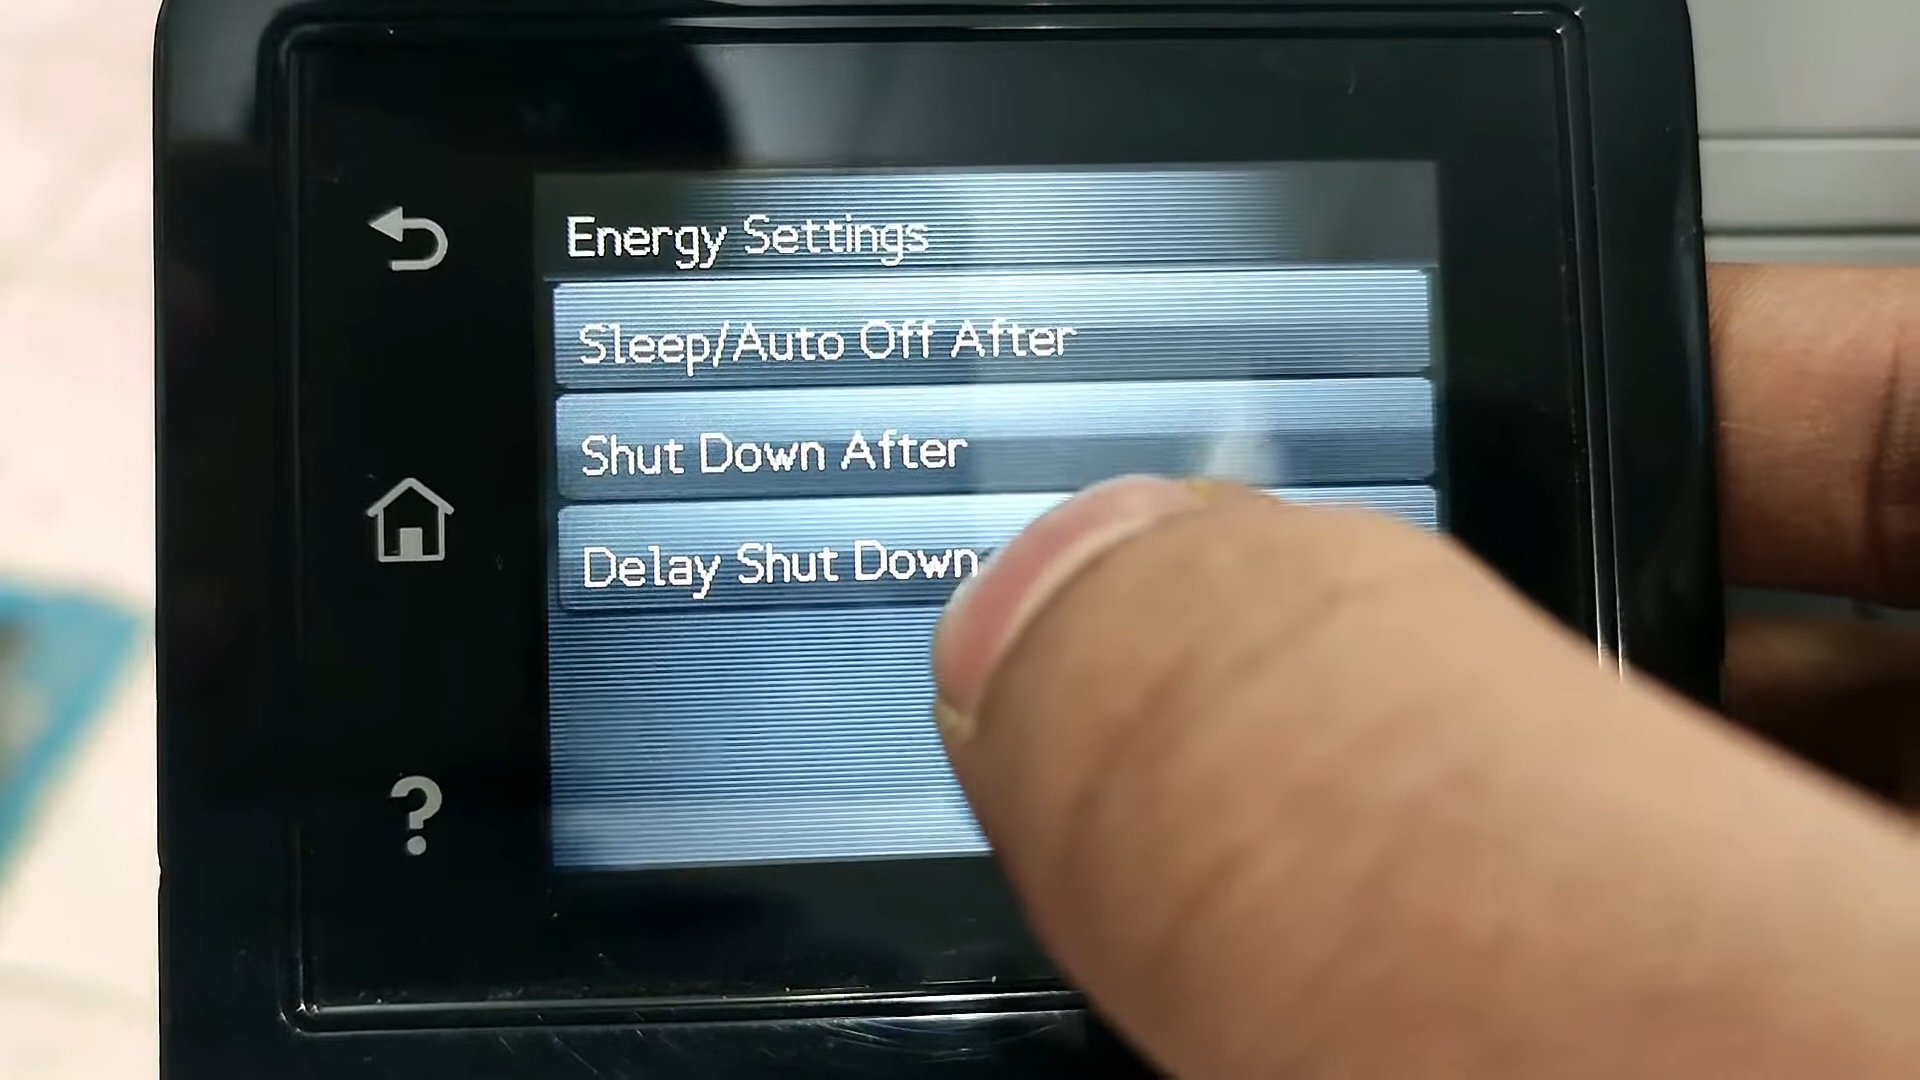 Energy Settings
Sleep/Auto Off After
Shut Down After
Delay Shut Down
?